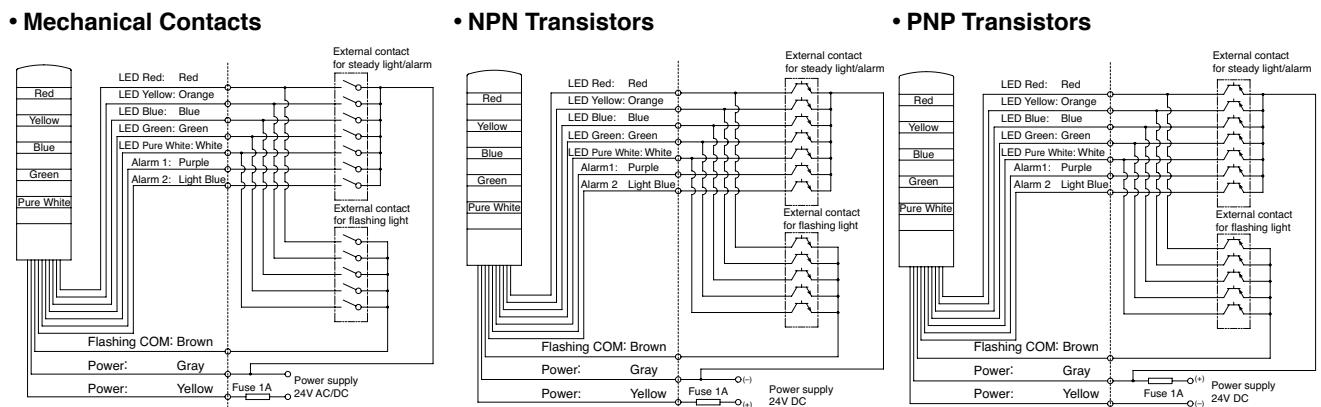 • Mechanical Contacts
External contact
for steady light/alarm
Red
Yellow
Blue
Green
Pure White
LED Red: Red
LED Yellow: Orange
LED Blue: Blue
LED Green: Green
LED Pure White: White
Alarm 1: Purple
Alarm 2: Light Blue
External contact
for flashing light
Flashing COM: Brown
Power: Gray
Power: Yellow
Fuse 1A
Power supply
24V AC/DC
• NPN Transistors
External contact
for steady light/alarm
Red
Yellow
Blue
Green
Pure White
LED Red: Red
LED Yellow: Orange
LED Blue: Blue
LED Green: Green
LED Pure White: White
Alarm1: Purple
Alarm 2 Light Blue
External contact
for flashing light
Flashing COM: Brown
Power: Gray
Power: Yellow
Fuse 1A
(–)
(+)
Power supply
24V DC
• PNP Transistors
External contact
for steady light/alarm
Red
Yellow
Blue
Green
Pure White
LED Red: Red
LED Yellow: Orange
LED Blue: Blue
LED Green: Green
LED Pure White: White
Alarm1: Purple
Alarm 2 Light Blue
External contact
for flashing light
Flashing COM: Brown
Power: Gray
Power: Yellow
Fuse 1A
(+)
(–)
Power supply
24V DC